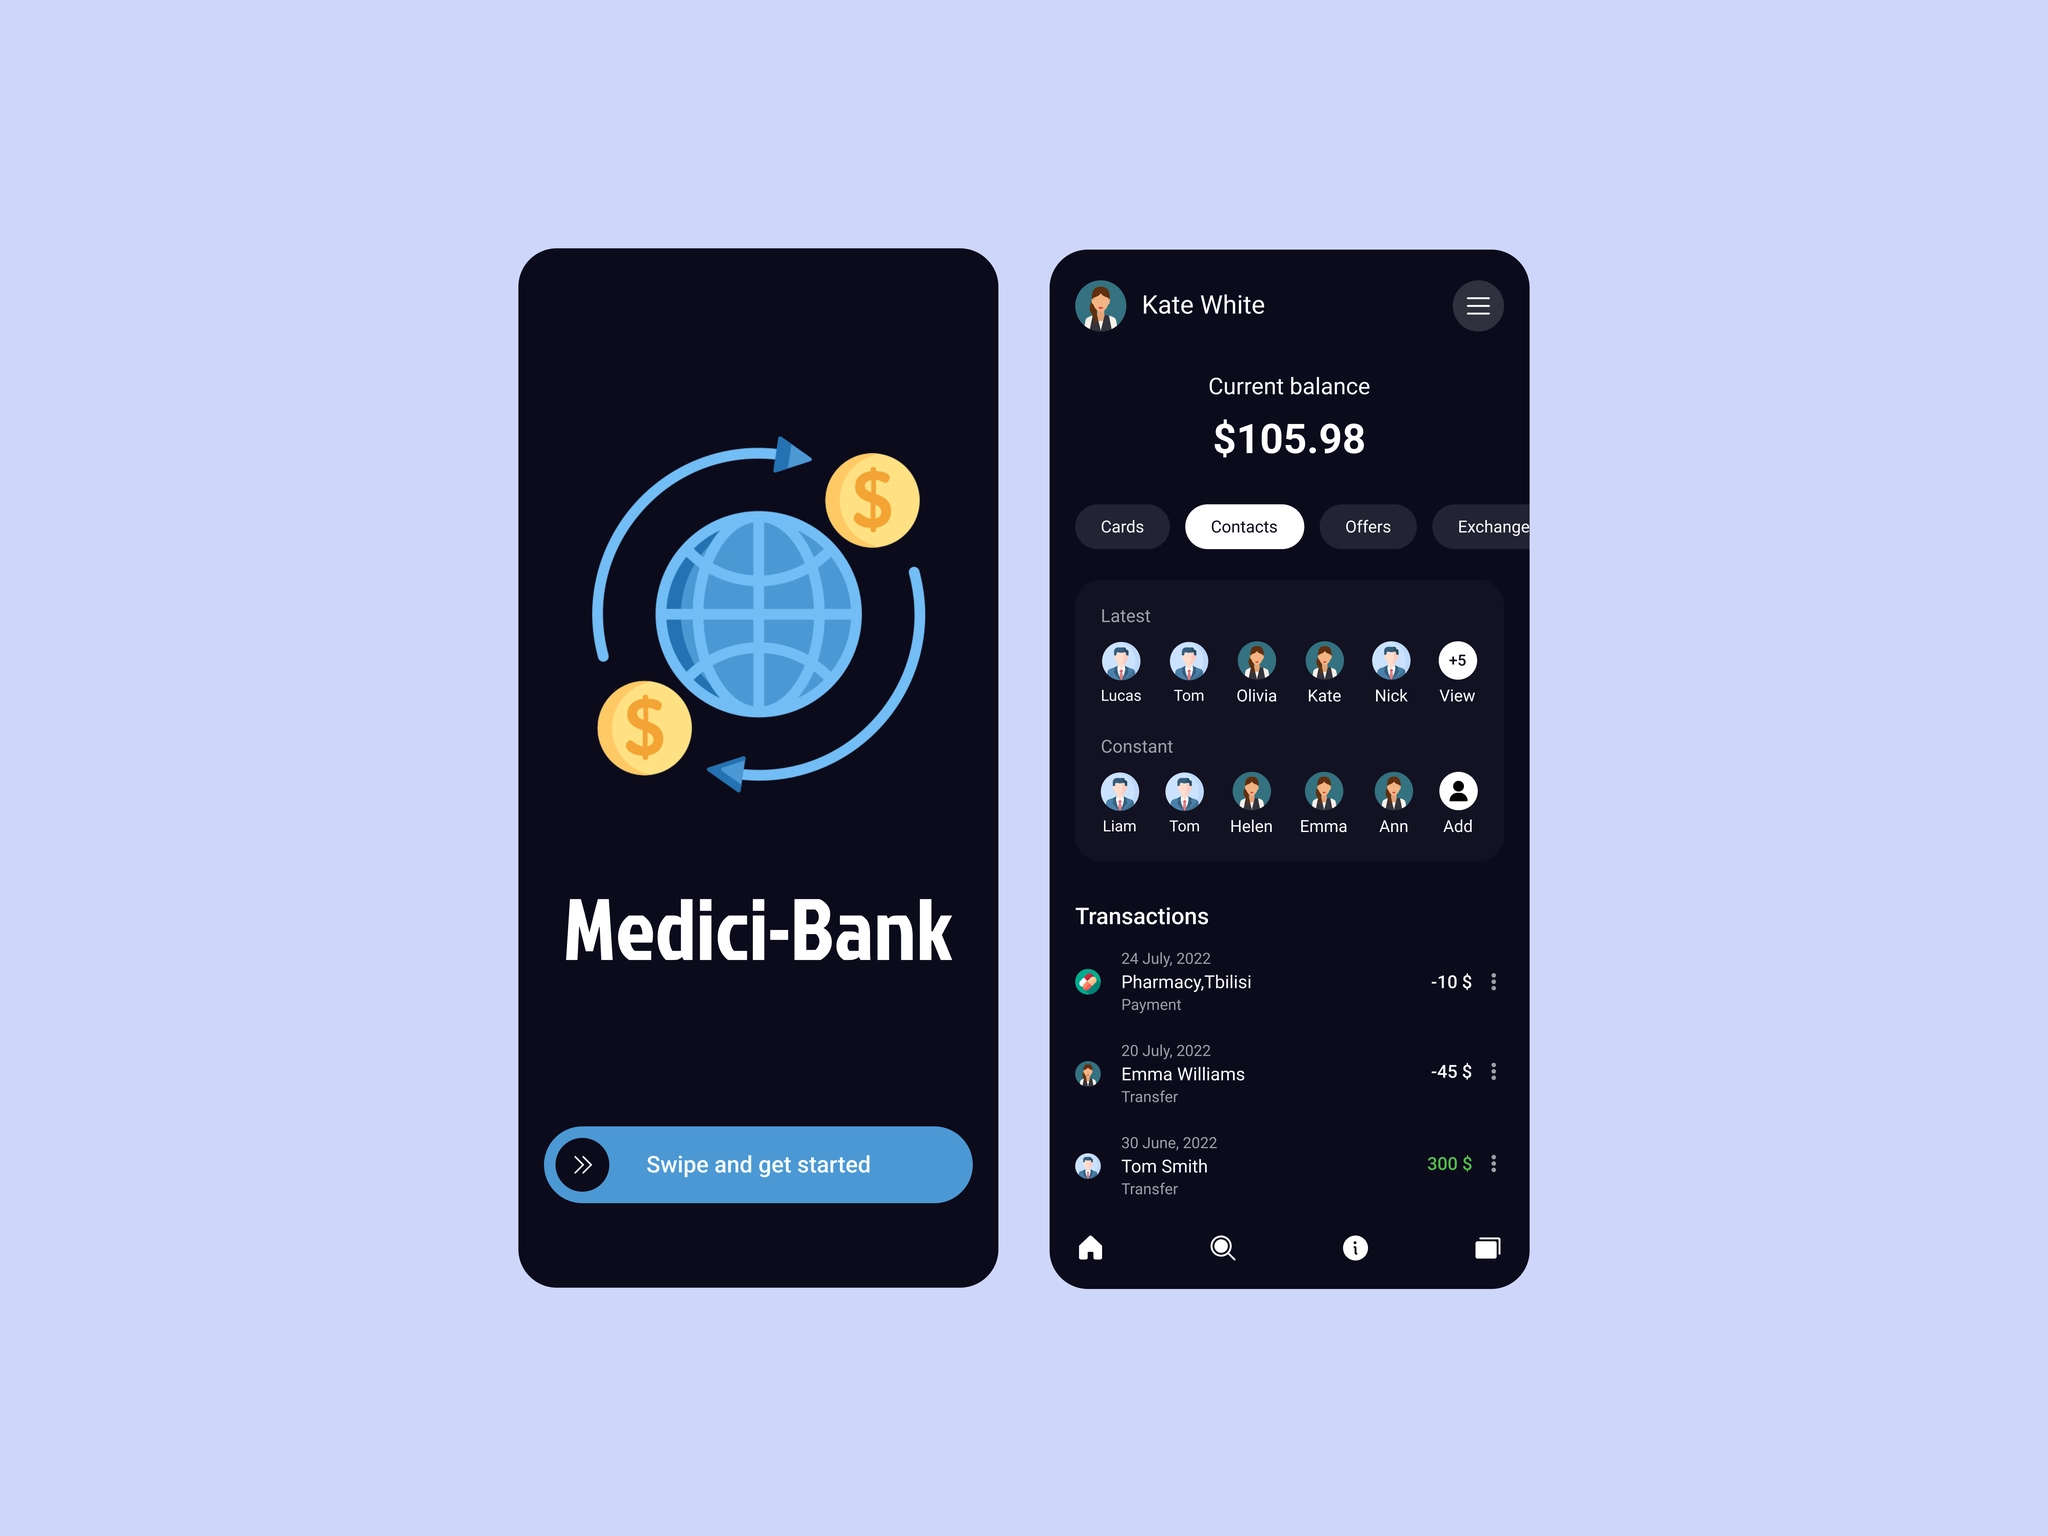 $
$
Medici-Bank
Swipe and get started
Kate White
Current balance
$105.98
Cards Contacts Offers Exchange
Latest
+5
Lucas Tom Olivia Kate Nick View
Constant
Liam Tom Helen Emma Ann Add
Transactions
24 July, 2022
Pharmacy,Tbilisi -10 $
Payment
20 July, 2022
Emma Williams -45 $
Transfer
30 June, 2022
Tom Smith 300 $
Transfer